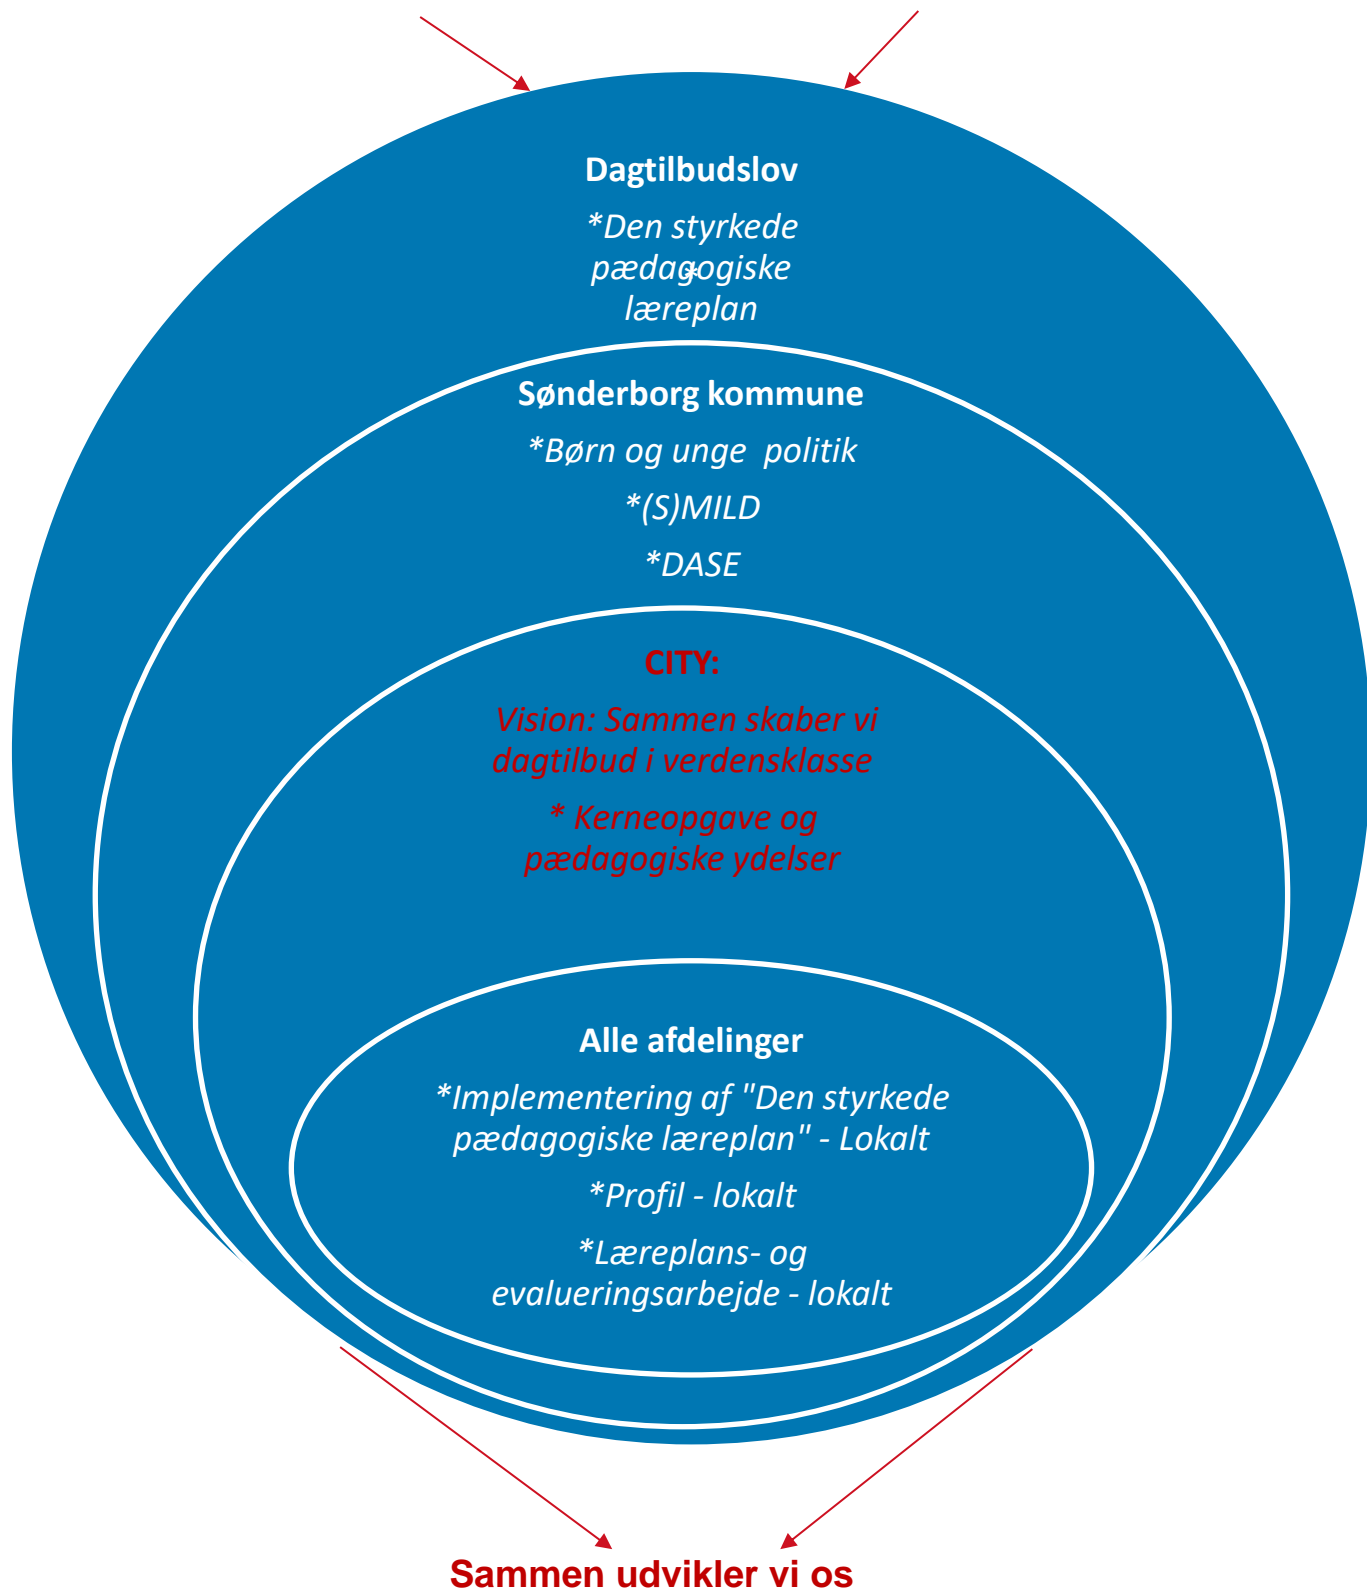 Dagtilbudslov
*Den styrkede
pædagogiske
*
læreplan
Sønderborg kommune
*Børn og unge  politik
*(S)MILD
*DASE
CITY:
Vision: Sammen skaber vi
dagtilbud i verdensklasse
* Kerneopgave og
pædagogiske ydelser
Alle afdelinger
*Implementering af "Den styrkede
pædagogiske læreplan" - Lokalt
*Profil - lokalt
*Læreplans- og
evalueringsarbejde - lokalt
Sammen udvikler vi os